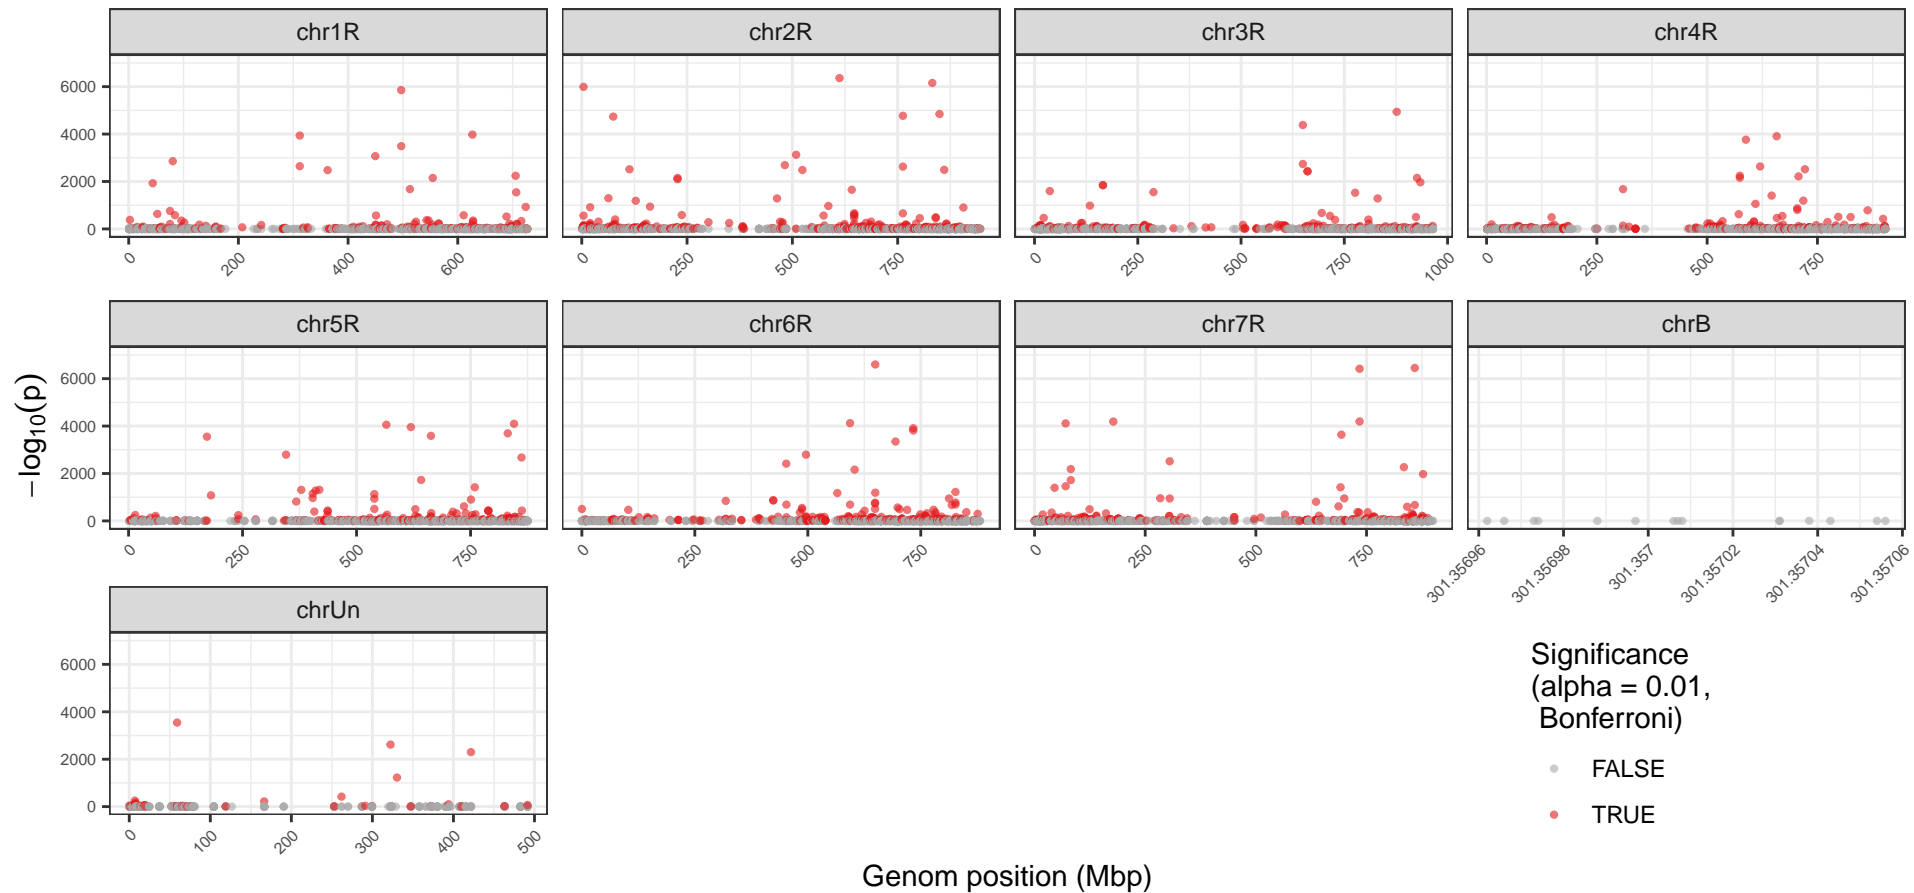 chr1R chr2R chr3R chr4R
6000
4000
2000
0
0 200 400 600 0 250 500 750 0 250 500 750 1000 0 250 500 750
chr5R chr6R chr7R chrB
−log₁₀(p)
6000
4000
2000
0
0 250 500 750 0 250 500 750 0 250 500 750 301.35696 301.35698 301.357 301.35702 301.35704 301.35706
chrUn
6000
4000
2000
0
0 100 200 300 400 500
Significance
(alpha = 0.01,
Bonferroni)
FALSE
TRUE
Genom position (Mbp)